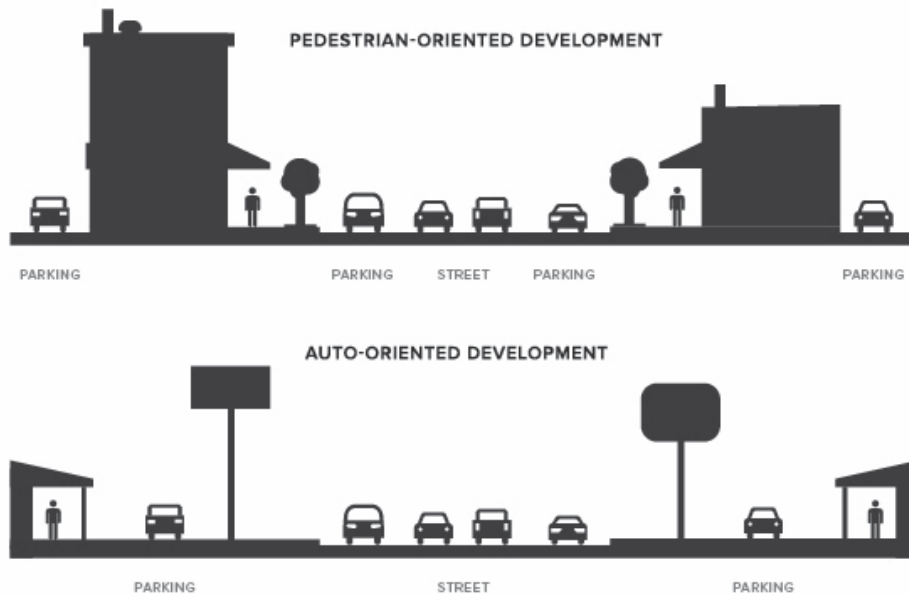 PEDESTRIAN-ORIENTED DEVELOPMENT
PARKING PARKING STREET PARKING PARKING
AUTO-ORIENTED DEVELOPMENT
PARKING STREET PARKING